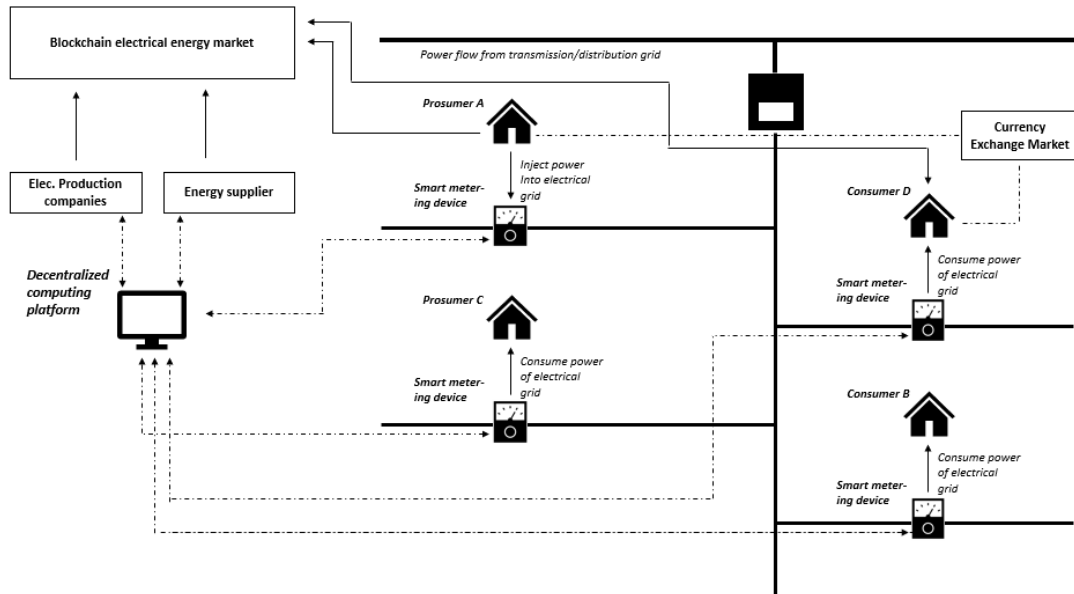 Blockchain electrical energy market
Power flow from transmission/distribution grid
Prosumer A
Currency
Exchange Market
Inject power
Into electrical
grid
Elec. Production
companies
Energy supplier
Smart meter-
ing device
Consumer D
Decentralized
computing
platform
Consume power
of electrical
grid
Smart meter-
ing device
Prosumer C
Consume power
of electrical
grid
Smart meter-
ing device
Consumer B
Consume power
of electrical
grid
Smart meter-
ing device